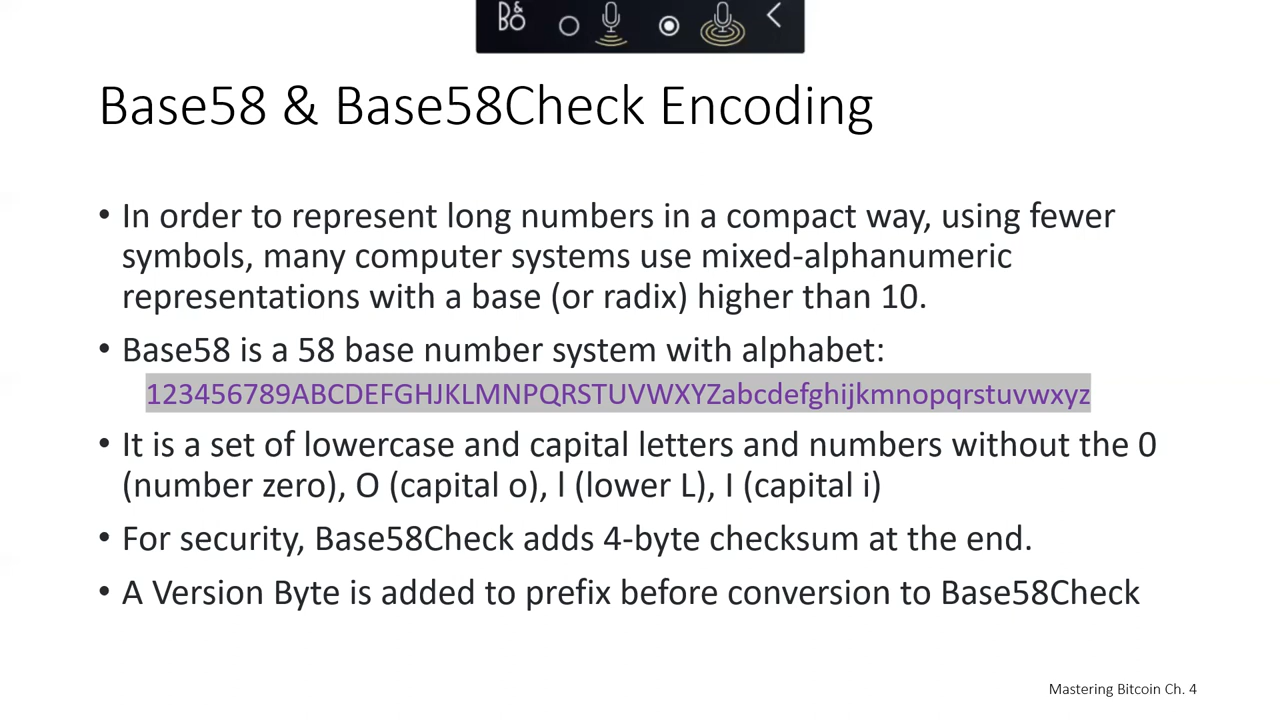 B&O
Base58 & Base58Check Encoding
• In order to represent long numbers in a compact way, using fewer
symbols, many computer systems use mixed-alphanumeric
representations with a base (or radix) higher than 10.
• Base58 is a 58 base number system with alphabet:
123456789ABCDEFGHJKLMNPQRSTUVWXYZabcdefghijkmnopqrstuvwxyz
• It is a set of lowercase and capital letters and numbers without the 0
(number zero), O (capital o), l (lower L), I (capital i)
• For security, Base58Check adds 4-byte checksum at the end.
• A Version Byte is added to prefix before conversion to Base58Check
Mastering Bitcoin Ch. 4